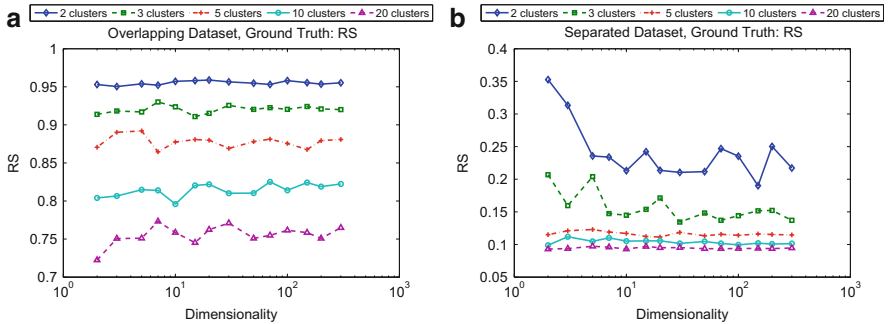 2 clusters 3 clusters 5 clusters 10 clusters 20 clusters
a
Overlapping Dataset, Ground Truth: RS
1
0.95
0.9
0.85
0.8
0.75
0.7
RS
10^0 10^1 10^2 10^3
Dimensionality
2 clusters 3 clusters 5 clusters 10 clusters 20 clusters
b
Separated Dataset, Ground Truth: RS
0.4
0.35
0.3
0.25
0.2
0.15
0.1
0.05
RS
10^0 10^1 10^2 10^3
Dimensionality